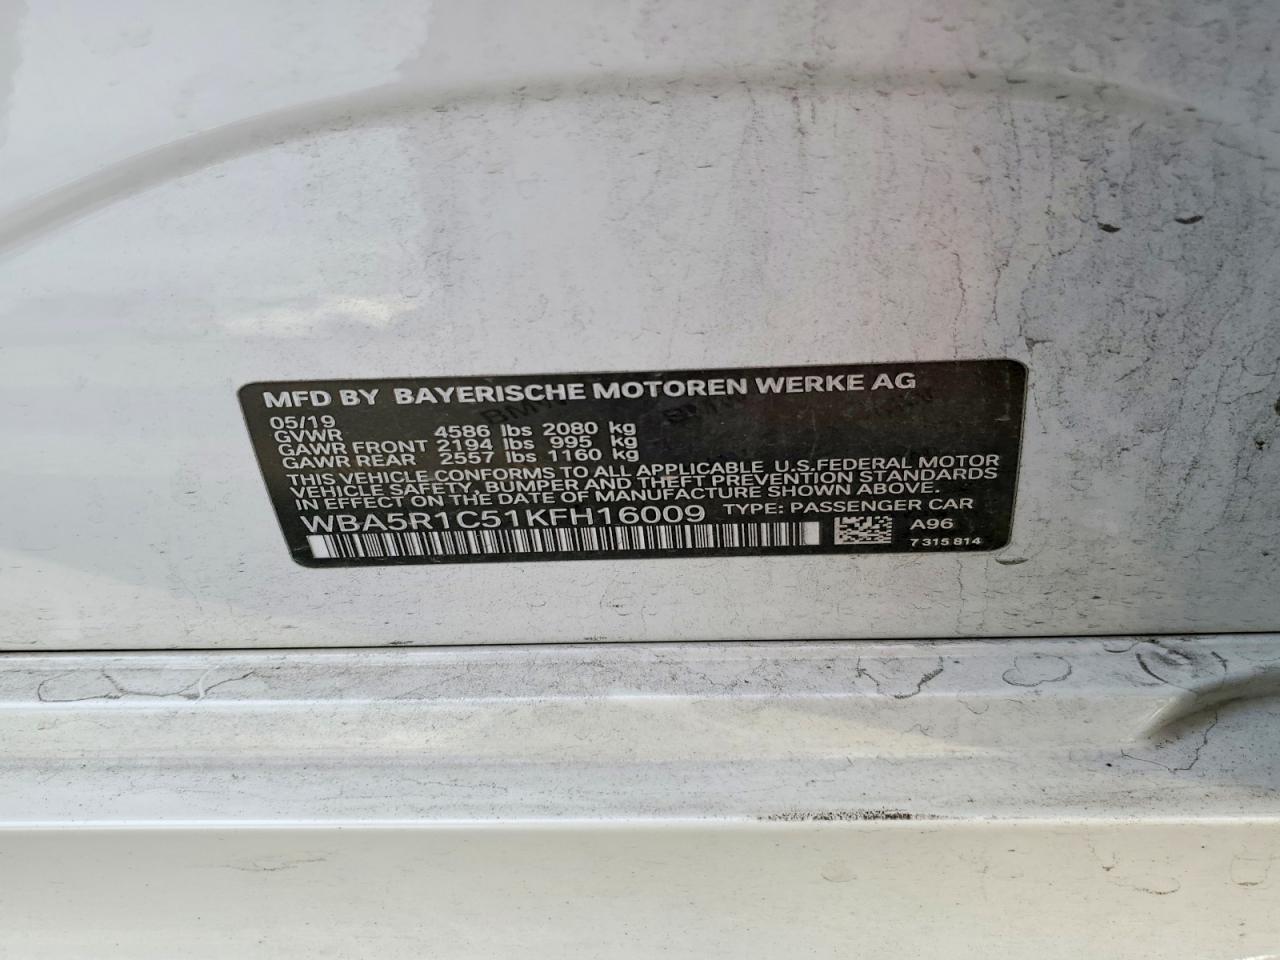 MFD BY BAYERISCHE MOTOREN WERKE AG
05/19
GVWR 4586 lbs 2080 kg
GAWR FRONT 2194 lbs 995 kg
GAWR REAR 2557 lbs 1160 kg
THIS VEHICLE CONFORMS TO ALL APPLICABLE U.S.FEDERAL MOTOR
VEHICLE SAFETY, BUMPER AND THEFT PREVENTION STANDARDS
IN EFFECT ON THE DATE OF MANUFACTURE SHOWN ABOVE.
WBA5R1C51KFH16009 TYPE: PASSENGER CAR
A96
7 315 814